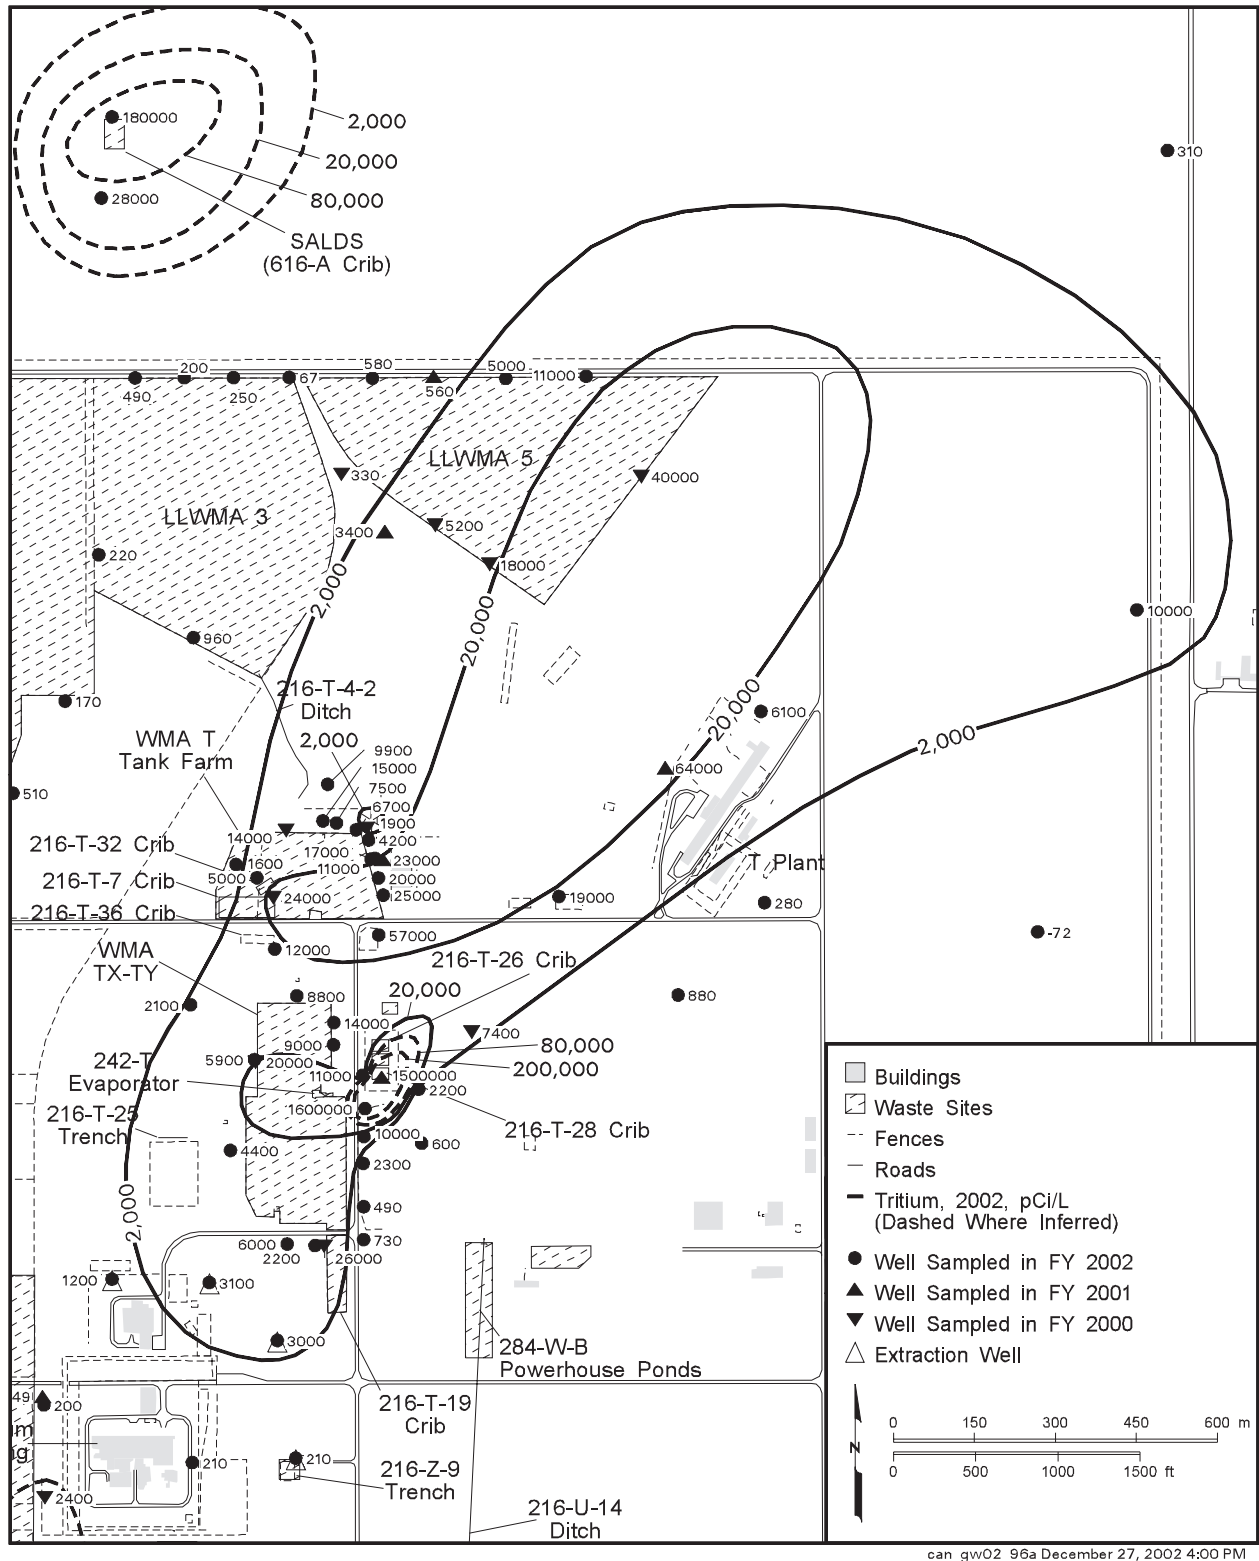 180000
2,000
310
20,000
80,000
28000
SALDS
(616-A Crib)
200
67
580
5000
11000
490
250
560
LLWMA 5
330
40000
LLWMA 3
3400
5200
18000
220
2,000
20,000
10000
960
216-T-4-2
Ditch
170
20,000
6100
WMA T
Tank Farm
2,000
2,000
9900
15000
64000
7500
510
6700
1900
14000
4200
216-T-32 Crib
17000
23000
1600
11000
T Plant
5000
20000
216-T-7 Crib
25000
24000
19000
280
216-T-36 Crib
57000
-72
12000
WMA
TX-TY
216-T-26 Crib
20,000
8800
880
2100
14000
7400
9000
80,000
242-T
Evaporator
5900
20000
200,000
11000
1500000
2200
216-T-25
Trench
1600000
216-T-28 Crib
10000
600
4400
2300
2,000
490
6000
730
2200
26000
1200
3100
3000
284-W-B
Powerhouse Ponds
49
200
216-T-19
Crib
m
g
210
210
216-Z-9
Trench
2400
216-U-14
Ditch
Buildings
Waste Sites
Fences
Roads
Tritium, 2002, pCi/L
(Dashed Where Inferred)
Well Sampled in FY 2002
Well Sampled in FY 2001
Well Sampled in FY 2000
Extraction Well
N
0 150 300 450 600 m
0 500 1000 1500 ft
can_gw02_96a December 27, 2002 4:00 PM